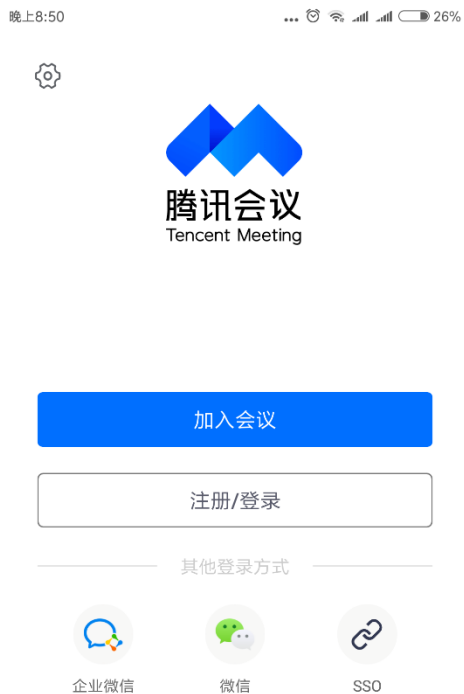 晚上8:50
26%
腾讯会议
Tencent Meeting
加入会议
注册/登录
其他登录方式
企业微信
微信
SSO